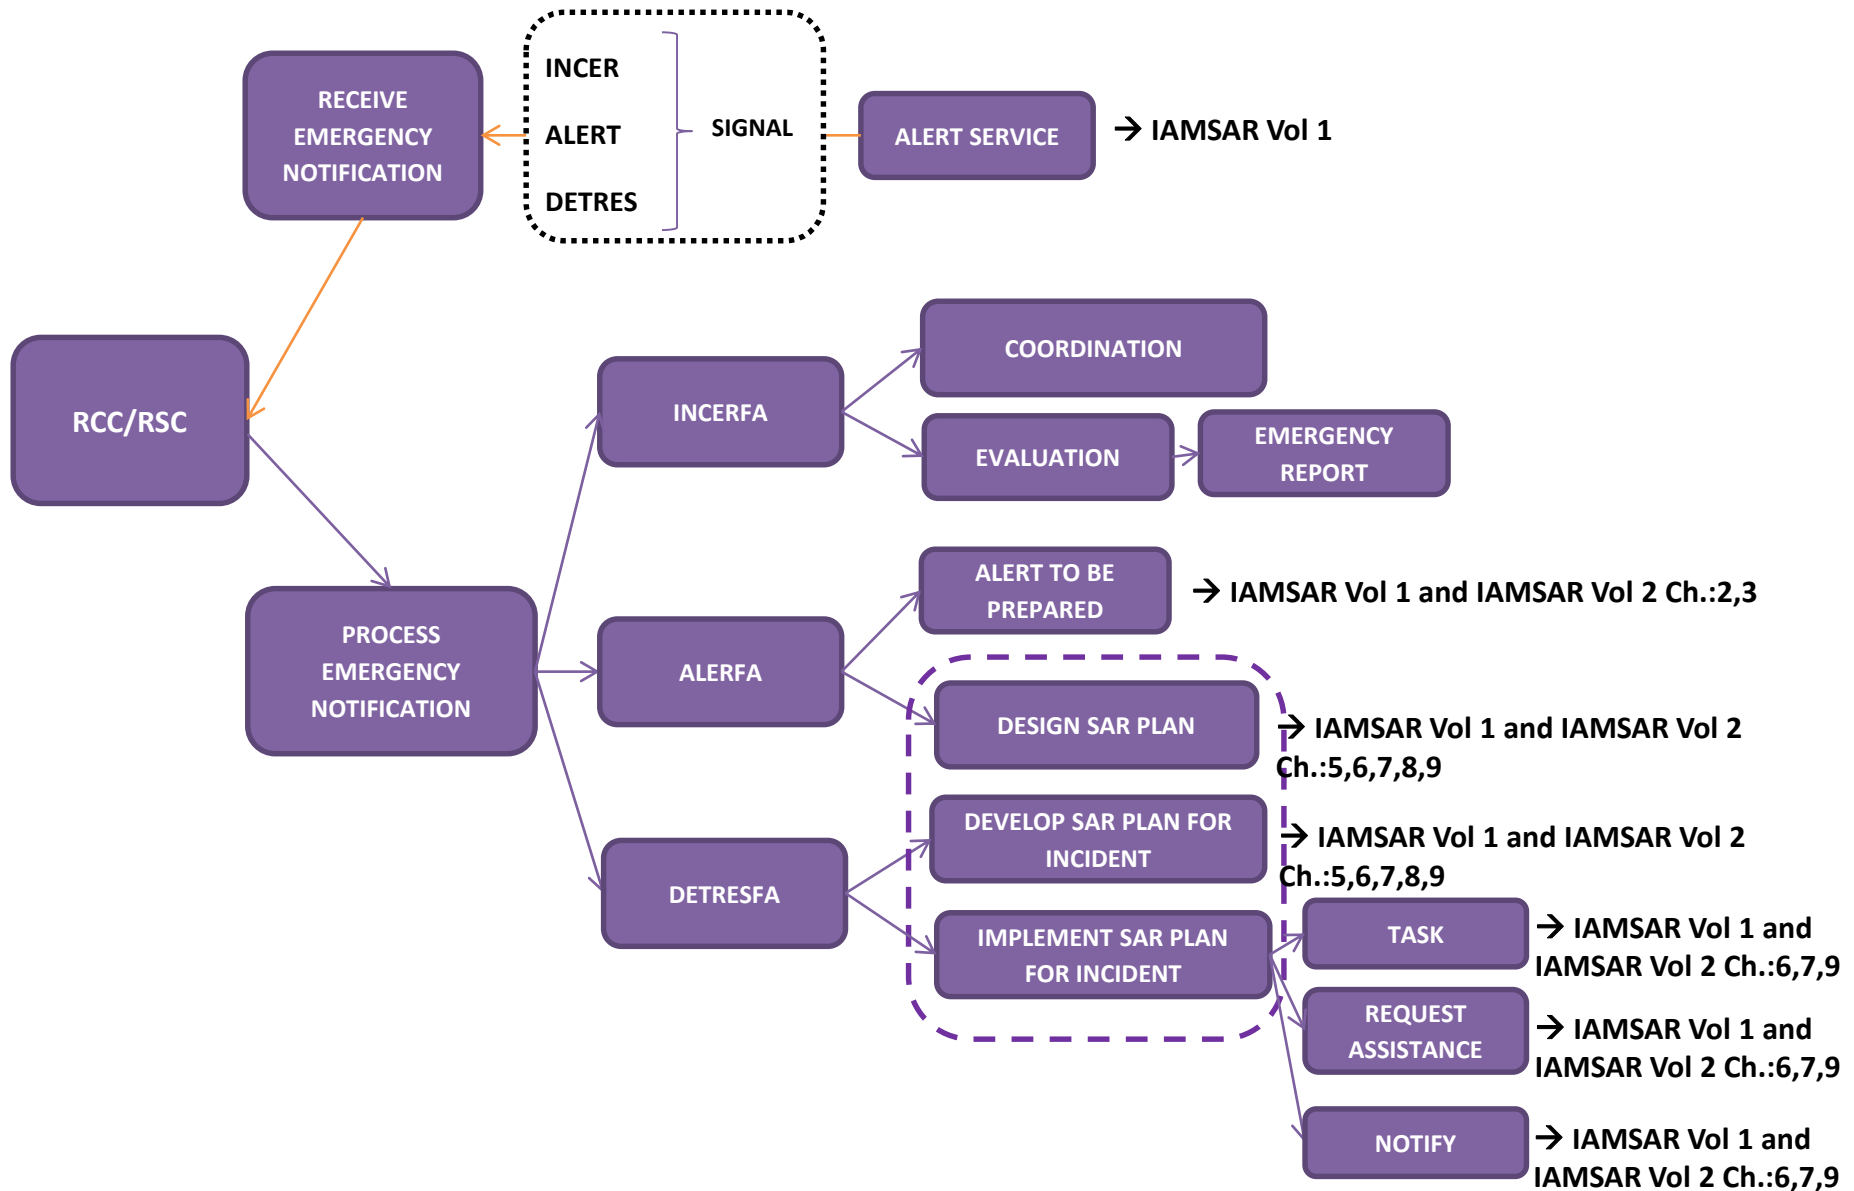 INCER
ALERT
DETRES
SIGNAL
RECEIVE
EMERGENCY
NOTIFICATION
ALERT SERVICE
→ IAMSAR Vol 1
RCC/RSC
PROCESS
EMERGENCY
NOTIFICATION
INCERFA
COORDINATION
EVALUATION
EMERGENCY
REPORT
ALERFA
ALERT TO BE
PREPARED
→ IAMSAR Vol 1 and IAMSAR Vol 2 Ch.:2,3
DESIGN SAR PLAN
→ IAMSAR Vol 1 and IAMSAR Vol 2
Ch.:5,6,7,8,9
DETRESFA
DEVELOP SAR PLAN FOR
INCIDENT
→ IAMSAR Vol 1 and IAMSAR Vol 2
Ch.:5,6,7,8,9
IMPLEMENT SAR PLAN
FOR INCIDENT
TASK
→ IAMSAR Vol 1 and
IAMSAR Vol 2 Ch.:6,7,9
REQUEST
ASSISTANCE
→ IAMSAR Vol 1 and
IAMSAR Vol 2 Ch.:6,7,9
NOTIFY
→ IAMSAR Vol 1 and
IAMSAR Vol 2 Ch.:6,7,9